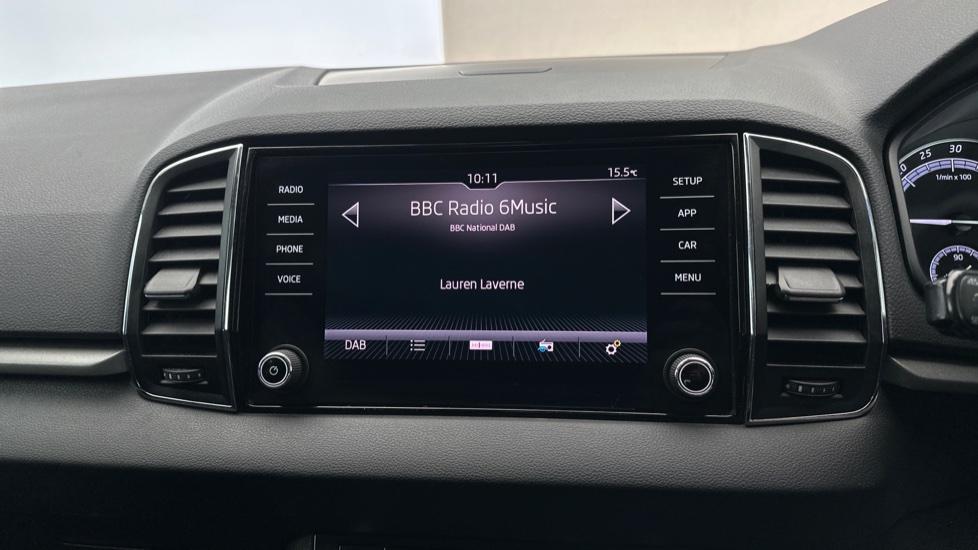 10:11
15.5°C
RADIO
MEDIA
PHONE
VOICE
BBC Radio 6Music
BBC National DAB
Lauren Laverne
DAB
SETUP
APP
CAR
MENU
25 30
1/min x 100
90